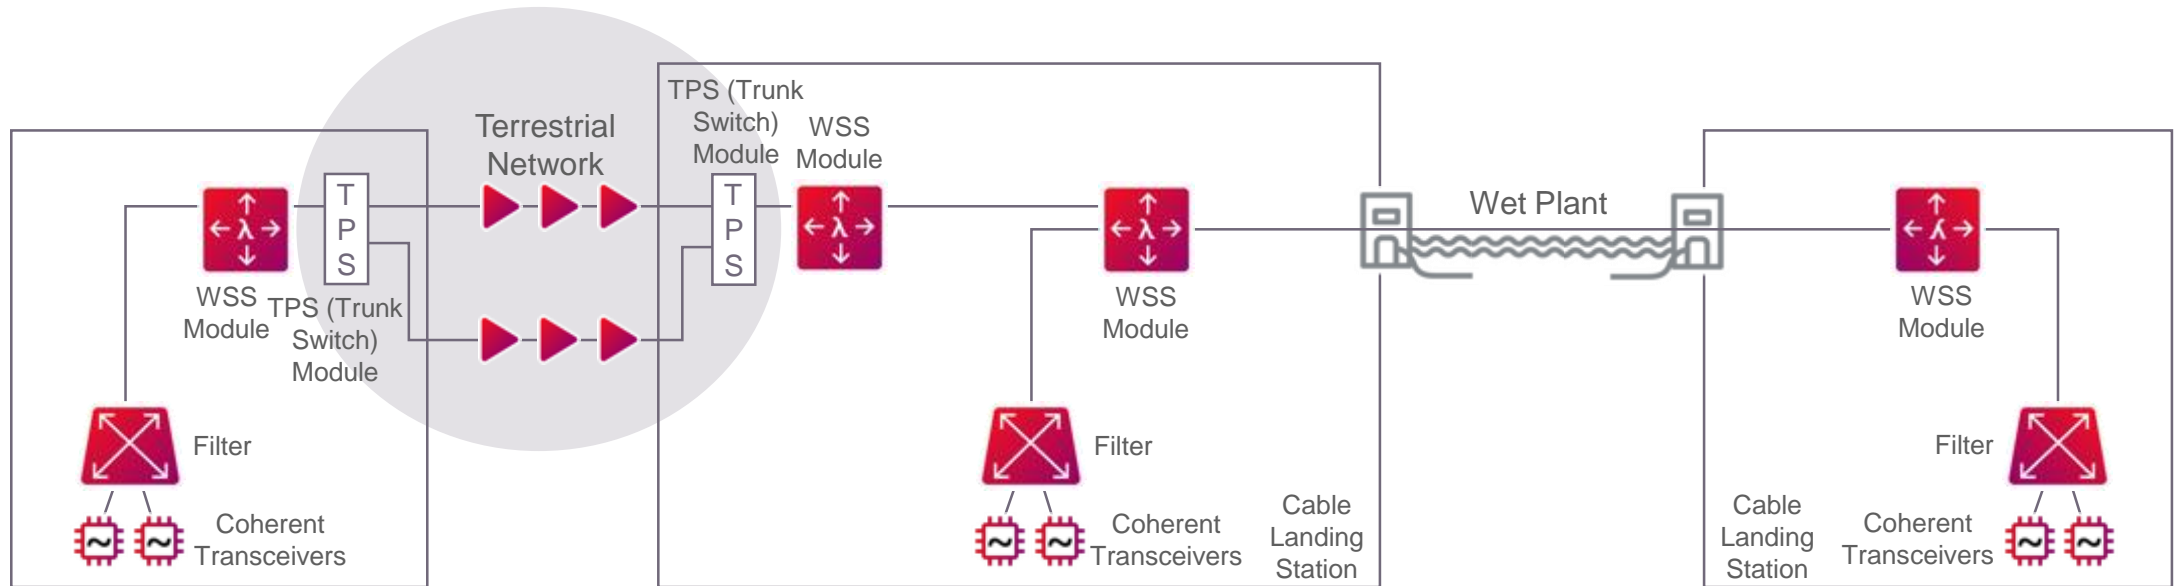 TPS (Trunk
Switch)
Module
WSS
Module
Terrestrial
Network
T
P
S
T
P
S
λ
λ
λ
Wet Plant
WSS
Module
TPS (Trunk
Switch)
Module
WSS
Module
WSS
Module
Filter
Filter
Filter
Coherent
Transceivers
Coherent
Transceivers
Cable
Landing
Station
Cable
Landing
Station
Coherent
Transceivers